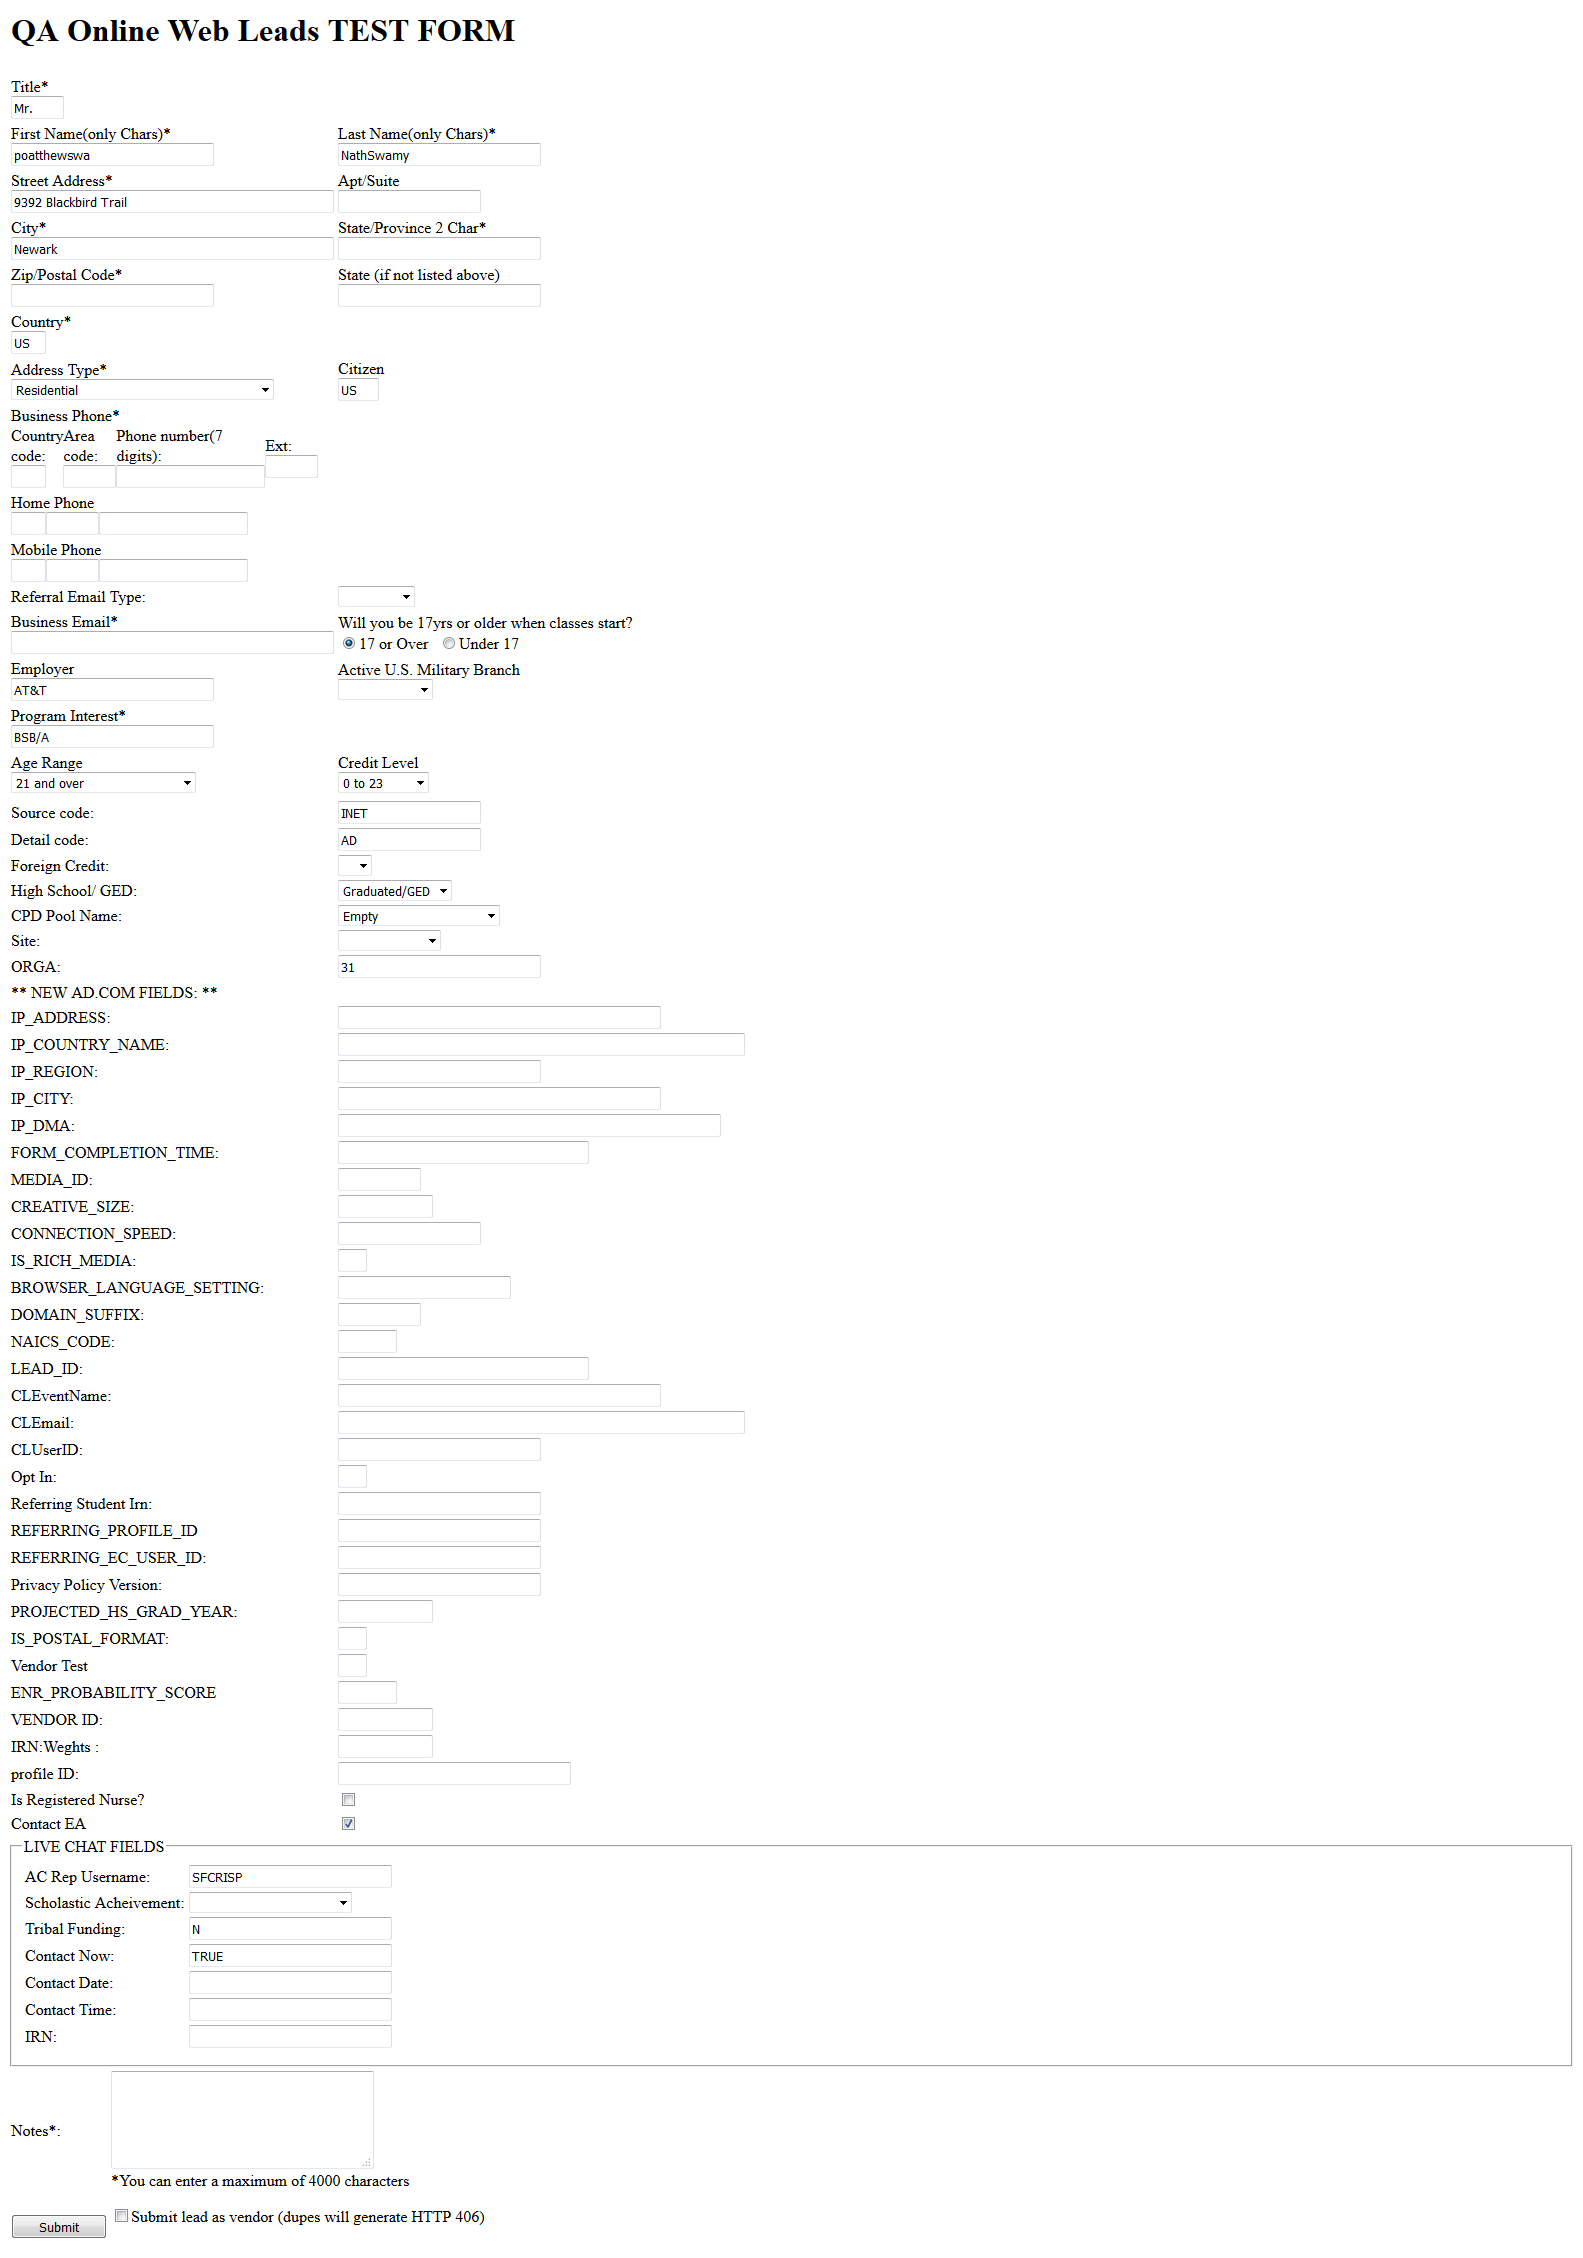 QA Online Web Leads TEST FORM
Title*
Mr.
First Name(only Chars)* Last Name(only Chars)*
poatthewswa NathSwamy
Street Address* Apt/Suite
9392 Blackbird Trail
City* State/Province 2 Char*
Newark
Zip/Postal Code* State (if not listed above)
Country*
US
Address Type* Citizen
Residential US
Business Phone*
Country code: Area code: Phone number(7 digits): Ext:
Home Phone
Mobile Phone
Referral Email Type:
Business Email* Will you be 17yrs or older when classes start?
17 or Over Under 17
Employer Active U.S. Military Branch
AT&T
Program Interest*
BSB/A
Age Range Credit Level
21 and over 0 to 23
Source code: INET
Detail code: AD
Foreign Credit:
High School/ GED: Graduated/GED
CPD Pool Name: Empty
Site:
ORGA: 31
** NEW AD.COM FIELDS: **
IP_ADDRESS:
IP_COUNTRY_NAME:
IP_REGION:
IP_CITY:
IP_DMA:
FORM_COMPLETION_TIME:
MEDIA_ID:
CREATIVE_SIZE:
CONNECTION_SPEED:
IS_RICH_MEDIA:
BROWSER_LANGUAGE_SETTING:
DOMAIN_SUFFIX:
NAICS_CODE:
LEAD_ID:
CLEventName:
CLEmail:
CLUserID:
Opt In:
Referring Student Irn:
REFERRING_PROFILE_ID
REFERRING_EC_USER_ID:
Privacy Policy Version:
PROJECTED_HS_GRAD_YEAR:
IS_POSTAL_FORMAT:
Vendor Test
ENR_PROBABILITY_SCORE
VENDOR ID:
IRN:Weghts :
profile ID:
Is Registered Nurse?
Contact EA
LIVE CHAT FIELDS
AC Rep Username: SFCRISP
Scholastic Acheivement:
Tribal Funding: N
Contact Now: TRUE
Contact Date:
Contact Time:
IRN:
Notes*:
*You can enter a maximum of 4000 characters
Submit Submit lead as vendor (dupes will generate HTTP 406)